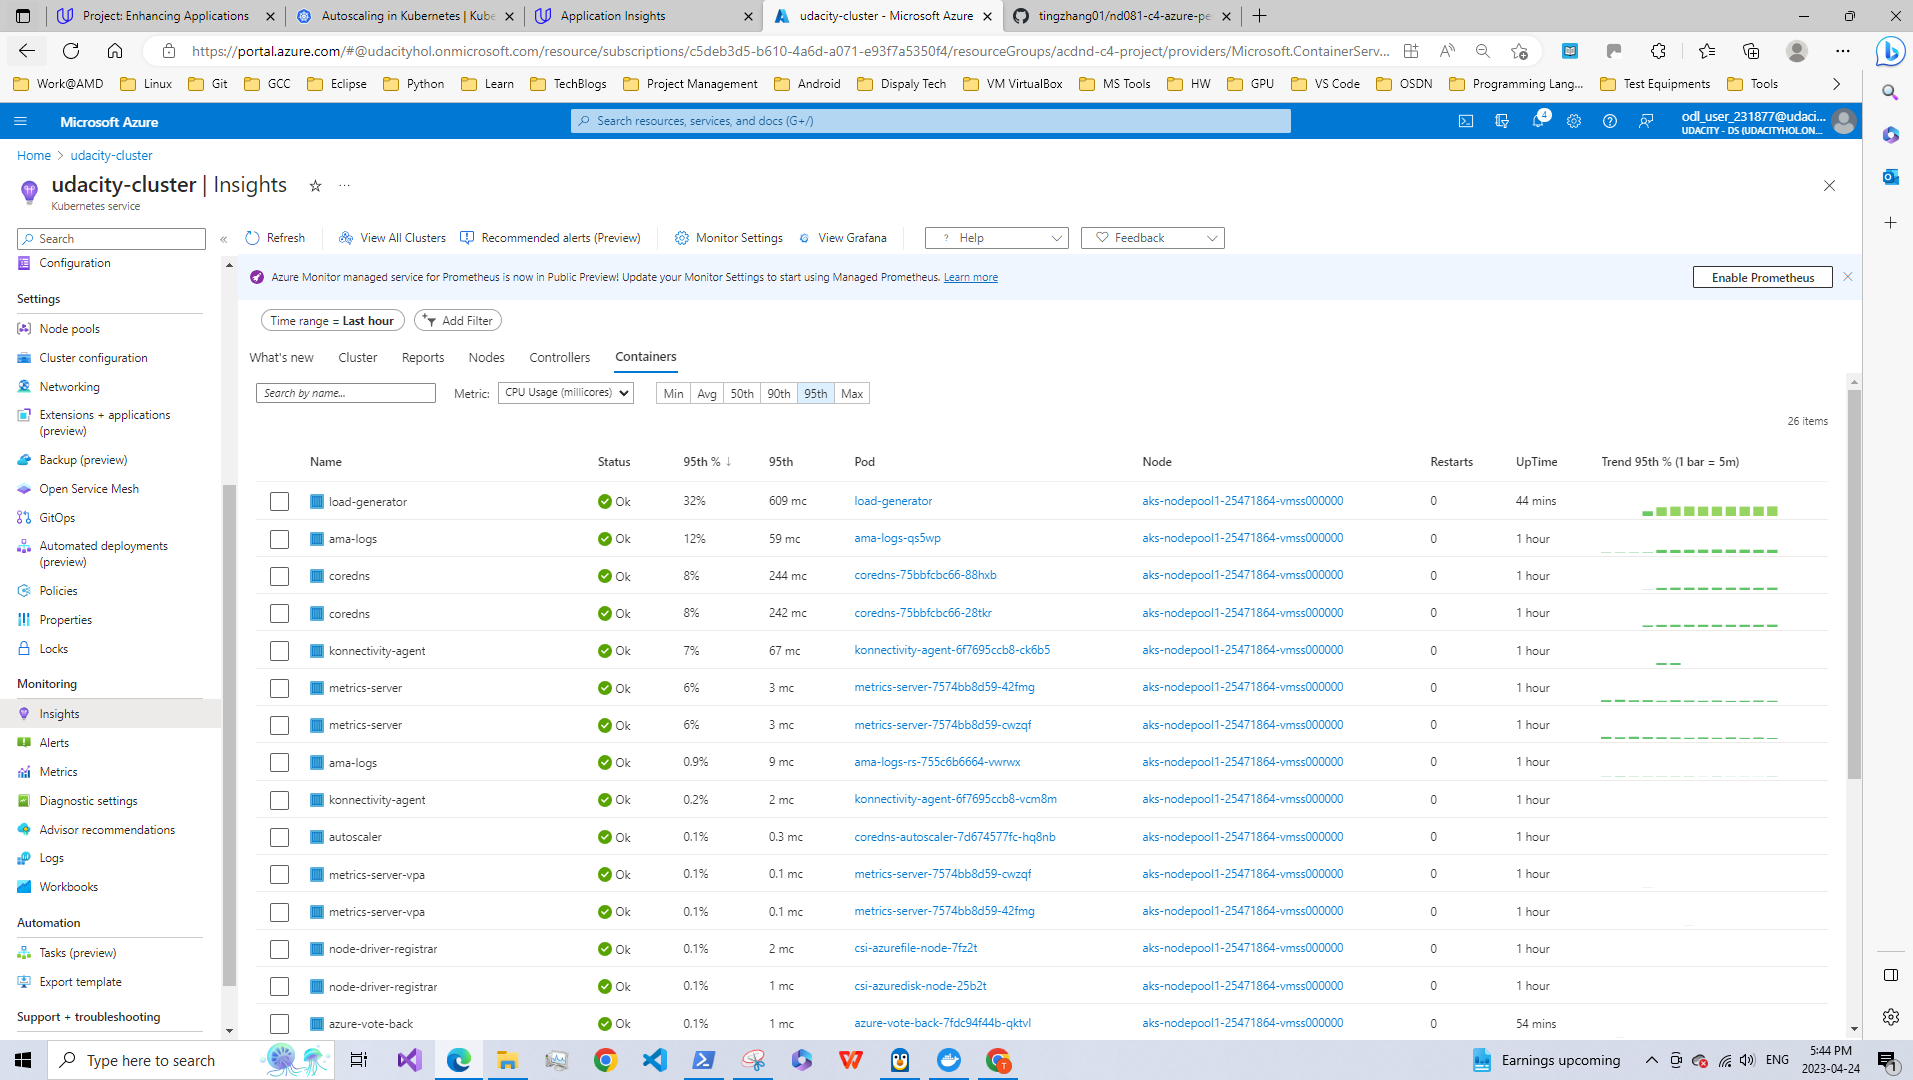 Project: Enhancing Applications
Autoscaling in Kubernetes | Kube
Application Insights
udacity-cluster - Microsoft Azure
tingzhang01/nd081-c4-azure-pe
https://portal.azure.com/#@udacityhol.onmicrosoft.com/resource/subscriptions/c5deb3d5-b610-4a6d-a071-e93f7a5350f4/resourceGroups/acdnd-c4-project/providers/Microsoft.ContainerServ...
Work@AMD Linux Git GCC Eclipse Python Learn TechBlogs Project Management Android Dispaly Tech VM VirtualBox MS Tools HW GPU VS Code OSDN Programming Lang... Test Equipments Tools
Microsoft Azure
Search resources, services, and docs (G+/)
4
odl_user_231877@udaci...
UDACITY - DS (UDACITYHOL.ON...
Home > udacity-cluster
udacity-cluster | Insights
Kubernetes service
Search
Configuration
Settings
Node pools
Cluster configuration
Networking
Extensions + applications
(preview)
Backup (preview)
Open Service Mesh
GitOps
Automated deployments
(preview)
Policies
Properties
Locks
Monitoring
Insights
Alerts
Metrics
Diagnostic settings
Advisor recommendations
Logs
Workbooks
Automation
Tasks (preview)
Export template
Support + troubleshooting
Refresh View All Clusters Recommended alerts (Preview) Monitor Settings View Grafana ? Help Feedback
Azure Monitor managed service for Prometheus is now in Public Preview! Update your Monitor Settings to start using Managed Prometheus. Learn more
Enable Prometheus
Time range = Last hour Add Filter
What's new Cluster Reports Nodes Controllers Containers
Search by name... Metric: CPU Usage (millicores) Min Avg 50th 90th 95th Max
26 items
Name Status 95th % ↓ 95th Pod Node Restarts UpTime Trend 95th % (1 bar = 5m)
load-generator Ok 32% 609 mc load-generator aks-nodepool1-25471864-vmss000000 0 44 mins
ama-logs Ok 12% 59 mc ama-logs-qs5wp aks-nodepool1-25471864-vmss000000 0 1 hour
coredns Ok 8% 244 mc coredns-75bbfcbc66-88hxb aks-nodepool1-25471864-vmss000000 0 1 hour
coredns Ok 8% 242 mc coredns-75bbfcbc66-28tkr aks-nodepool1-25471864-vmss000000 0 1 hour
konnectivity-agent Ok 7% 67 mc konnectivity-agent-6f7695ccb8-ck6b5 aks-nodepool1-25471864-vmss000000 0 1 hour
metrics-server Ok 6% 3 mc metrics-server-7574bb8d59-42fmg aks-nodepool1-25471864-vmss000000 0 1 hour
metrics-server Ok 6% 3 mc metrics-server-7574bb8d59-cwzqf aks-nodepool1-25471864-vmss000000 0 1 hour
ama-logs Ok 0.9% 9 mc ama-logs-rs-755c6b6664-vwrwx aks-nodepool1-25471864-vmss000000 0 1 hour
konnectivity-agent Ok 0.2% 2 mc konnectivity-agent-6f7695ccb8-vcm8m aks-nodepool1-25471864-vmss000000 0 1 hour
autoscaler Ok 0.1% 0.3 mc coredns-autoscaler-7d674577fc-hq8nb aks-nodepool1-25471864-vmss000000 0 1 hour
metrics-server-vpa Ok 0.1% 0.1 mc metrics-server-7574bb8d59-cwzqf aks-nodepool1-25471864-vmss000000 0 1 hour
metrics-server-vpa Ok 0.1% 0.1 mc metrics-server-7574bb8d59-42fmg aks-nodepool1-25471864-vmss000000 0 1 hour
node-driver-registrar Ok 0.1% 2 mc csi-azurefile-node-7fz2t aks-nodepool1-25471864-vmss000000 0 1 hour
node-driver-registrar Ok 0.1% 1 mc csi-azuredisk-node-25b2t aks-nodepool1-25471864-vmss000000 0 1 hour
azure-vote-back Ok 0.1% 1 mc azure-vote-back-7fdc94f44b-qktvl aks-nodepool1-25471864-vmss000000 0 54 mins
Type here to search
Earnings upcoming
ENG
5:44 PM
2023-04-24
1